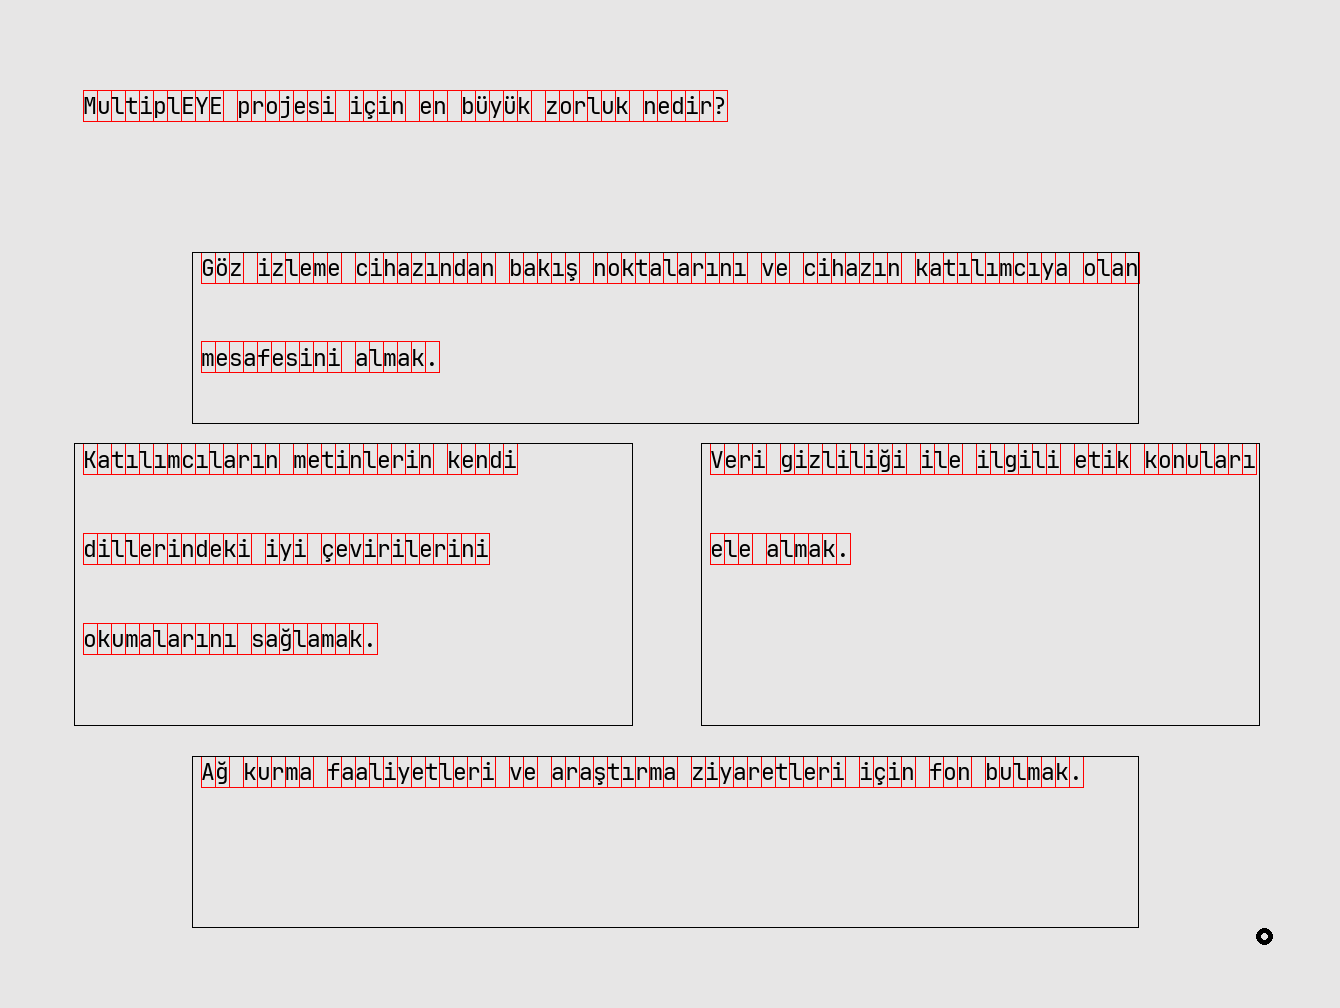 MultiplEYE projesi için en büyük zorluk nedir?
Göz izleme cihazından bakış noktalarını ve cihazın katılımcıya olan
mesafesini almak.
Katılımcıların metinlerin kendi
dillerindeki iyi çevirilerini
okumalarını sağlamak.
Veri gizliliği ile ilgili etik konuları
ele almak.
Ağ kurma faaliyetleri ve araştırma ziyaretleri için fon bulmak.